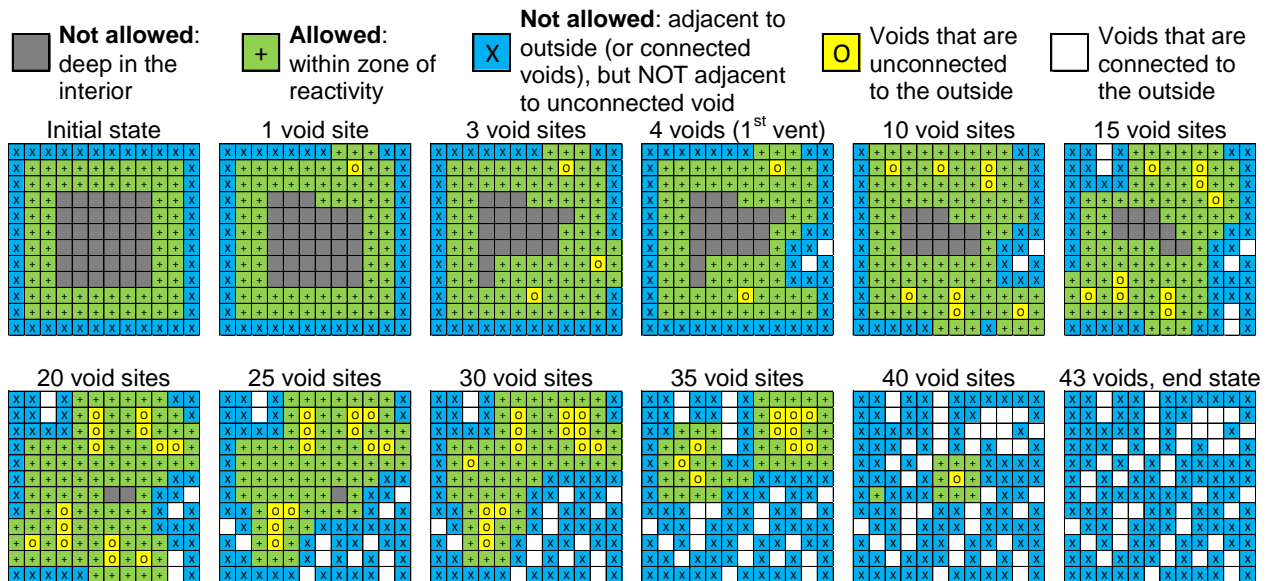 Not allowed:
deep in the
interior
+
Allowed:
within zone of
reactivity
X
Not allowed: adjacent to
outside (or connected
voids), but NOT adjacent
to unconnected void
O
Voids that are
unconnected
to the outside
Voids that are
connected to
the outside
Initial state
1 void site
3 void sites
4 voids (1st vent)
10 void sites
15 void sites
20 void sites
25 void sites
30 void sites
35 void sites
40 void sites
43 voids, end state